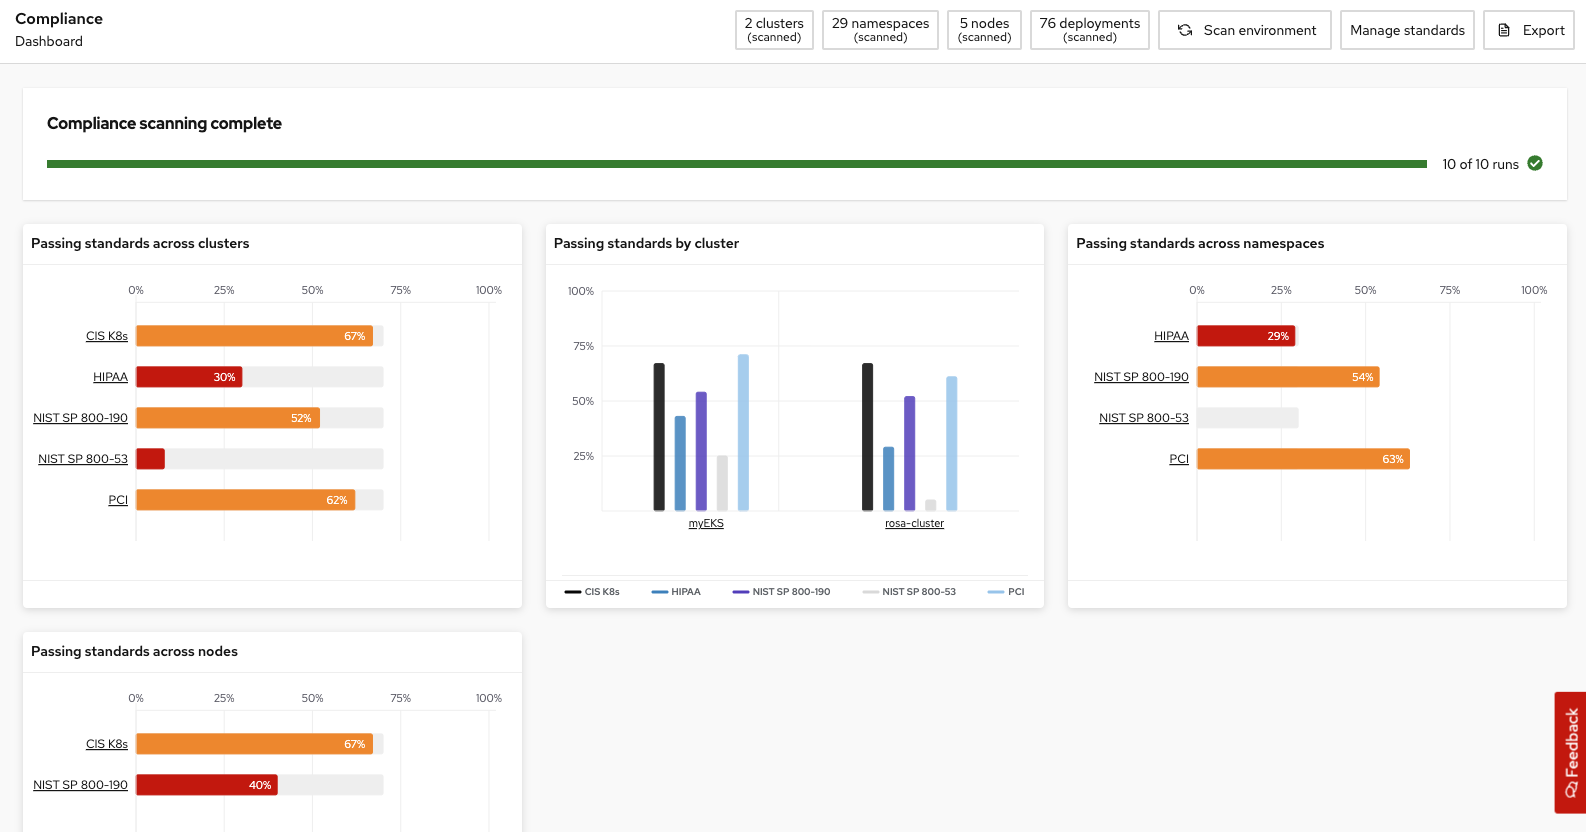 Compliance
Dashboard
2 clusters
(scanned)
29 namespaces
(scanned)
5 nodes
(scanned)
76 deployments
(scanned)
Scan environment
Manage standards
Export
Compliance scanning complete
10 of 10 runs
Passing standards across clusters
0% 25% 50% 75% 100%
CIS K8s 67%
HIPAA 30%
NIST SP 800-190 52%
NIST SP 800-53
PCI 62%
Passing standards by cluster
100%
75%
50%
25%
myEKS rosa-cluster
CIS K8s HIPAA NIST SP 800-190 NIST SP 800-53 PCI
Passing standards across namespaces
0% 25% 50% 75% 100%
HIPAA 29%
NIST SP 800-190 54%
NIST SP 800-53
PCI 63%
Passing standards across nodes
0% 25% 50% 75% 100%
CIS K8s 67%
NIST SP 800-190 40%
Feedback